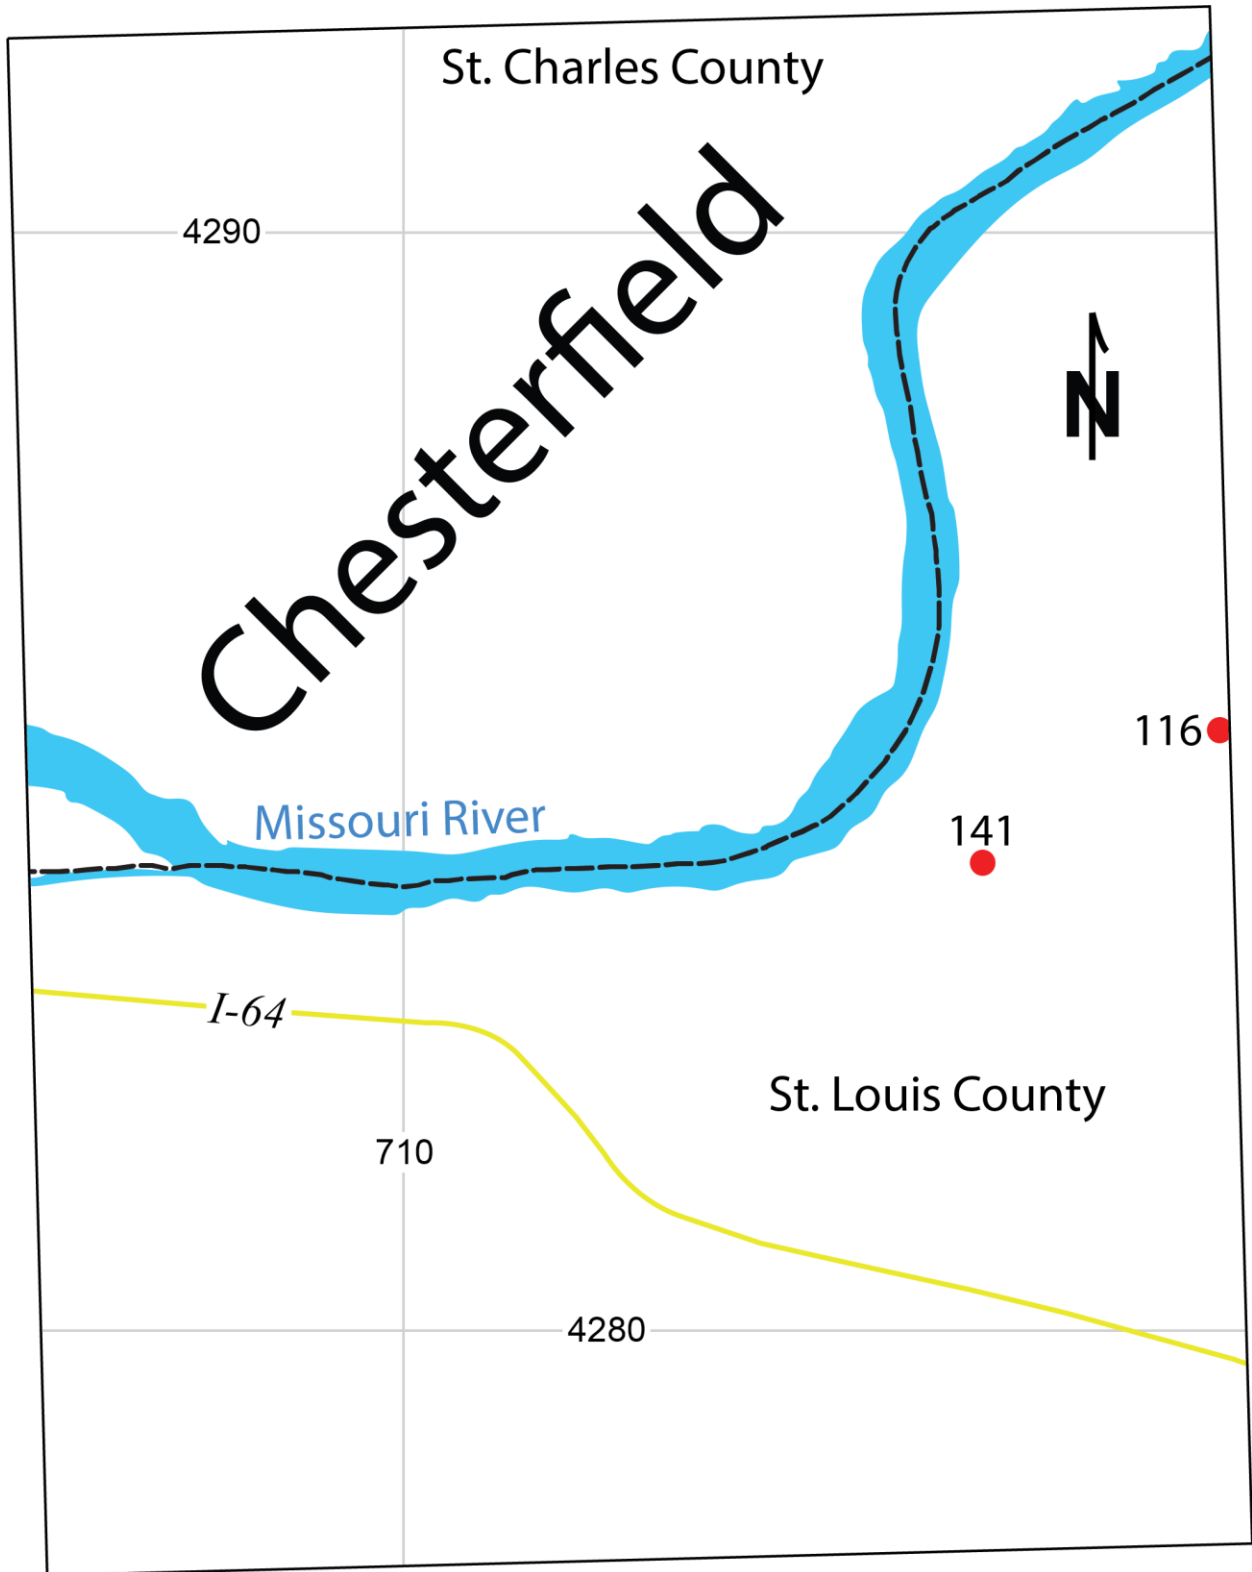 St. Charles County
4290
Chesterfield
N
116
Missouri River
141
I-64
St. Louis County
710
4280